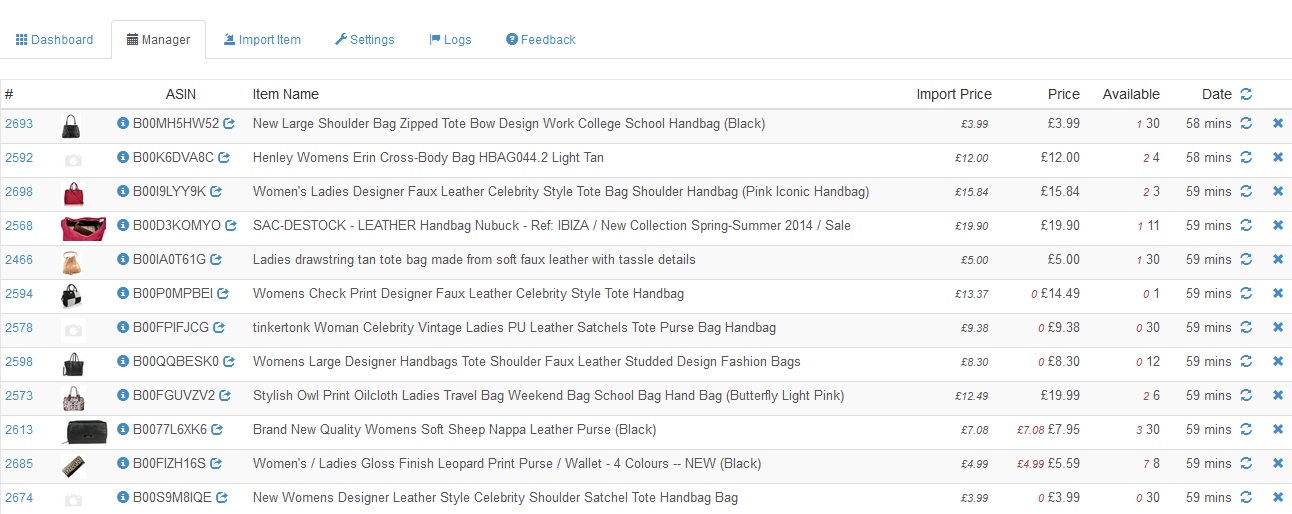 Dashboard Manager Import Item Settings Logs Feedback
# ASIN Item Name Import Price Price Available Date
2693 B00MH5HW52 New Large Shoulder Bag Zipped Tote Bow Design Work College School Handbag (Black) £3.99 £3.99 1 30 58 mins
2592 B00K6DVA8C Henley Womens Erin Cross-Body Bag HBAG044.2 Light Tan £12.00 £12.00 2 4 58 mins
2698 B00I9LYY9K Women's Ladies Designer Faux Leather Celebrity Style Tote Bag Shoulder Handbag (Pink Iconic Handbag) £15.84 £15.84 2 3 59 mins
2568 B00D3KOMYO SAC-DESTOCK - LEATHER Handbag Nubuck - Ref: IBIZA / New Collection Spring-Summer 2014 / Sale £19.90 £19.90 1 11 59 mins
2466 B00IA0T61G Ladies drawstring tan tote bag made from soft faux leather with tassle details £5.00 £5.00 1 30 59 mins
2594 B00P0MPBEI Womens Check Print Designer Faux Leather Celebrity Style Tote Handbag £13.37 0 £14.49 0 1 59 mins
2578 B00FPIFJCG tinkertonk Woman Celebrity Vintage Ladies PU Leather Satchels Tote Purse Bag Handbag £9.38 0 £9.38 0 30 59 mins
2598 B00QQBESK0 Womens Large Designer Handbags Tote Shoulder Faux Leather Studded Design Fashion Bags £8.30 0 £8.30 0 12 59 mins
2573 B00FGUVZV2 Stylish Owl Print Oilcloth Ladies Travel Bag Weekend Bag School Bag Hand Bag (Butterfly Light Pink) £12.49 £19.99 2 6 59 mins
2613 B0077L6XK6 Brand New Quality Womens Soft Sheep Nappa Leather Purse (Black) £7.08 £7.08 £7.95 3 30 59 mins
2685 B00FIZH16S Women's / Ladies Gloss Finish Leopard Print Purse / Wallet - 4 Colours -- NEW (Black) £4.99 £4.99 £5.59 7 8 59 mins
2674 B00S9M8IQE New Womens Designer Leather Style Celebrity Shoulder Satchel Tote Handbag Bag £3.99 0 £3.99 0 30 59 mins